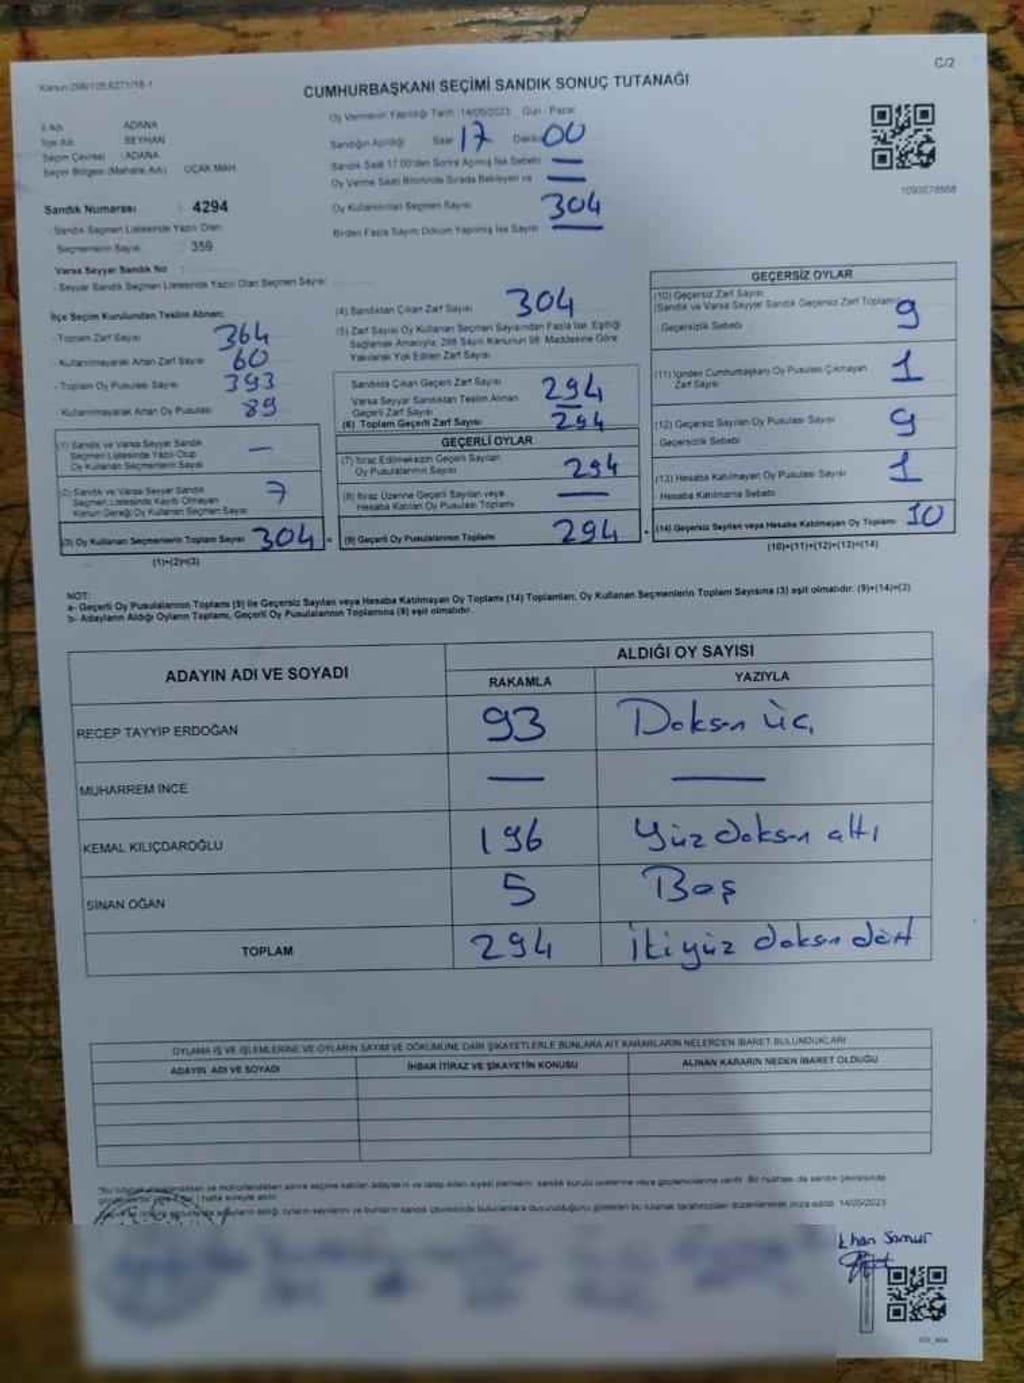 C/2
Kanun:298/105,6271/18-1
CUMHURBAŞKANI SEÇİMİ SANDIK SONUÇ TUTANAĞI
İl Adı ADANA
İlçe Adı SEYHAN
Seçim Çevresi : ADANA
Seçim Bölgesi (Mahalle Adı) UÇAK MAH
Oy Vermenin Yapıldığı Tarih : 14/05/2023 Gün : Pazar
Sandığın Açıldığı Saat 17 Dakika 00
Sandık Saat 17:00'den Sonra Açılmış İse Sebebi —
Oy Verme Saati Bitiminde Sırada Bekleyen —
Oy Kullanan Seçmen Sayısı 304
Birden Fazla Sayım Döküm Yapılmış İse Sayısı —
Sandık Numarası : 4294
Sandık Seçmen Listesinde Yazılı Olan
Seçmenlerin Sayısı : 359
Varsa Seyyar Sandık No :
- Seyyar Sandık Seçmen Listesinde Yazılı Olan Seçmen Sayısı
İlçe Seçim Kurulundan Teslim Alınan:
- Toplam Zarf Sayısı 364
- Kullanılmayarak Artan Zarf Sayısı 60
- Toplam Oy Pusulası Sayısı 393
- Kullanılmayarak Artan Oy Pusulası 89
(1) Sandık ve Varsa Seyyar Sandık
Seçmen Listesinde Yazılı Olup
Oy Kullanan Seçmenlerin Sayısı —
(2) Sandık ve Varsa Seyyar Sandık
Seçmen Listesinde Kayıtlı Olmayan
Kanun Gereği Oy Kullanan Seçmen Sayısı 7
(3) Oy Kullanan Seçmenlerin Toplam Sayısı 304
(1)+(2)=(3)
(4) Sandıktan Çıkan Zarf Sayısı 304
(5) Zarf Sayısı Oy Kullanan Seçmen Sayısından Fazla İse, Eşitliği
Sağlamak Amacıyla, 298 Sayılı Kanunun 98. Maddesine Göre
Yakılarak Yok Edilen Zarf Sayısı
Sandıkta Çıkan Geçerli Zarf Sayısı 294
Varsa Seyyar Sandıktan Teslim Alınan
Geçerli Zarf Sayısı —
(6) Toplam Geçerli Zarf Sayısı 294
GEÇERLİ OYLAR
(7) İtiraz Edilmeksizin Geçerli Sayılan
Oy Pusulalarının Sayısı 294
(8) İtiraz Üzerine Geçerli Sayılan veya
Hesaba Katılan Oy Pusulası Toplamı —
(9) Geçerli Oy Pusulalarının Toplamı 294
GEÇERSİZ OYLAR
(10) Geçersiz Zarf Sayısı
(Sandık ve Varsa Seyyar Sandık Geçersiz Zarf Toplamı) 9
Geçersizlik Sebebi
(11) İçinden Cumhurbaşkanı Oy Pusulası Çıkmayan
Zarf Sayısı 1
(12) Geçersiz Sayılan Oy Pusulası Sayısı 9
Geçersizlik Sebebi
(13) Hesaba Katılmayan Oy Pusulası Sayısı 1
Hesaba Katılmama Sebebi
(14) Geçersiz Sayılan veya Hesaba Katılmayan Oy Toplamı 10
(10)+(11)+(12)+(13)=(14)
NOT:
a- Geçerli Oy Pusulalarının Toplamı (9) ile Geçersiz Sayılan veya Hesaba Katılmayan Oy Toplamı (14) Toplamları, Oy Kullanan Seçmenlerin Toplam Sayısına (3) eşit olmalıdır. (9)+(14)=(3)
b- Adayların Aldığı Oyların Toplamı, Geçerli Oy Pusulalarının Toplamına (9) eşit olmalıdır.
ADAYIN ADI VE SOYADI ALDIĞI OY SAYISI
RAKAMLA YAZIYLA
RECEP TAYYİP ERDOĞAN 93 Doksan üç
MUHARREM İNCE — —
KEMAL KILIÇDAROĞLU 196 Yüz doksan altı
SİNAN OĞAN 5 Beş
TOPLAM 294 İkiyüz doksan dört
OYLAMA İŞ VE İŞLEMLERİNE VE OYLARIN SAYIM VE DÖKÜMÜNE DAİR ŞİKAYETLERLE BUNLARA AİT KARARLARIN NELERDEN İBARET BULUNDUKLARI
ADAYIN ADI VE SOYADI İHBAR İTİRAZ VE ŞİKAYETİN KONUSU ALINAN KARARIN NEDEN İBARET OLDUĞU
14/05/2023
Samur